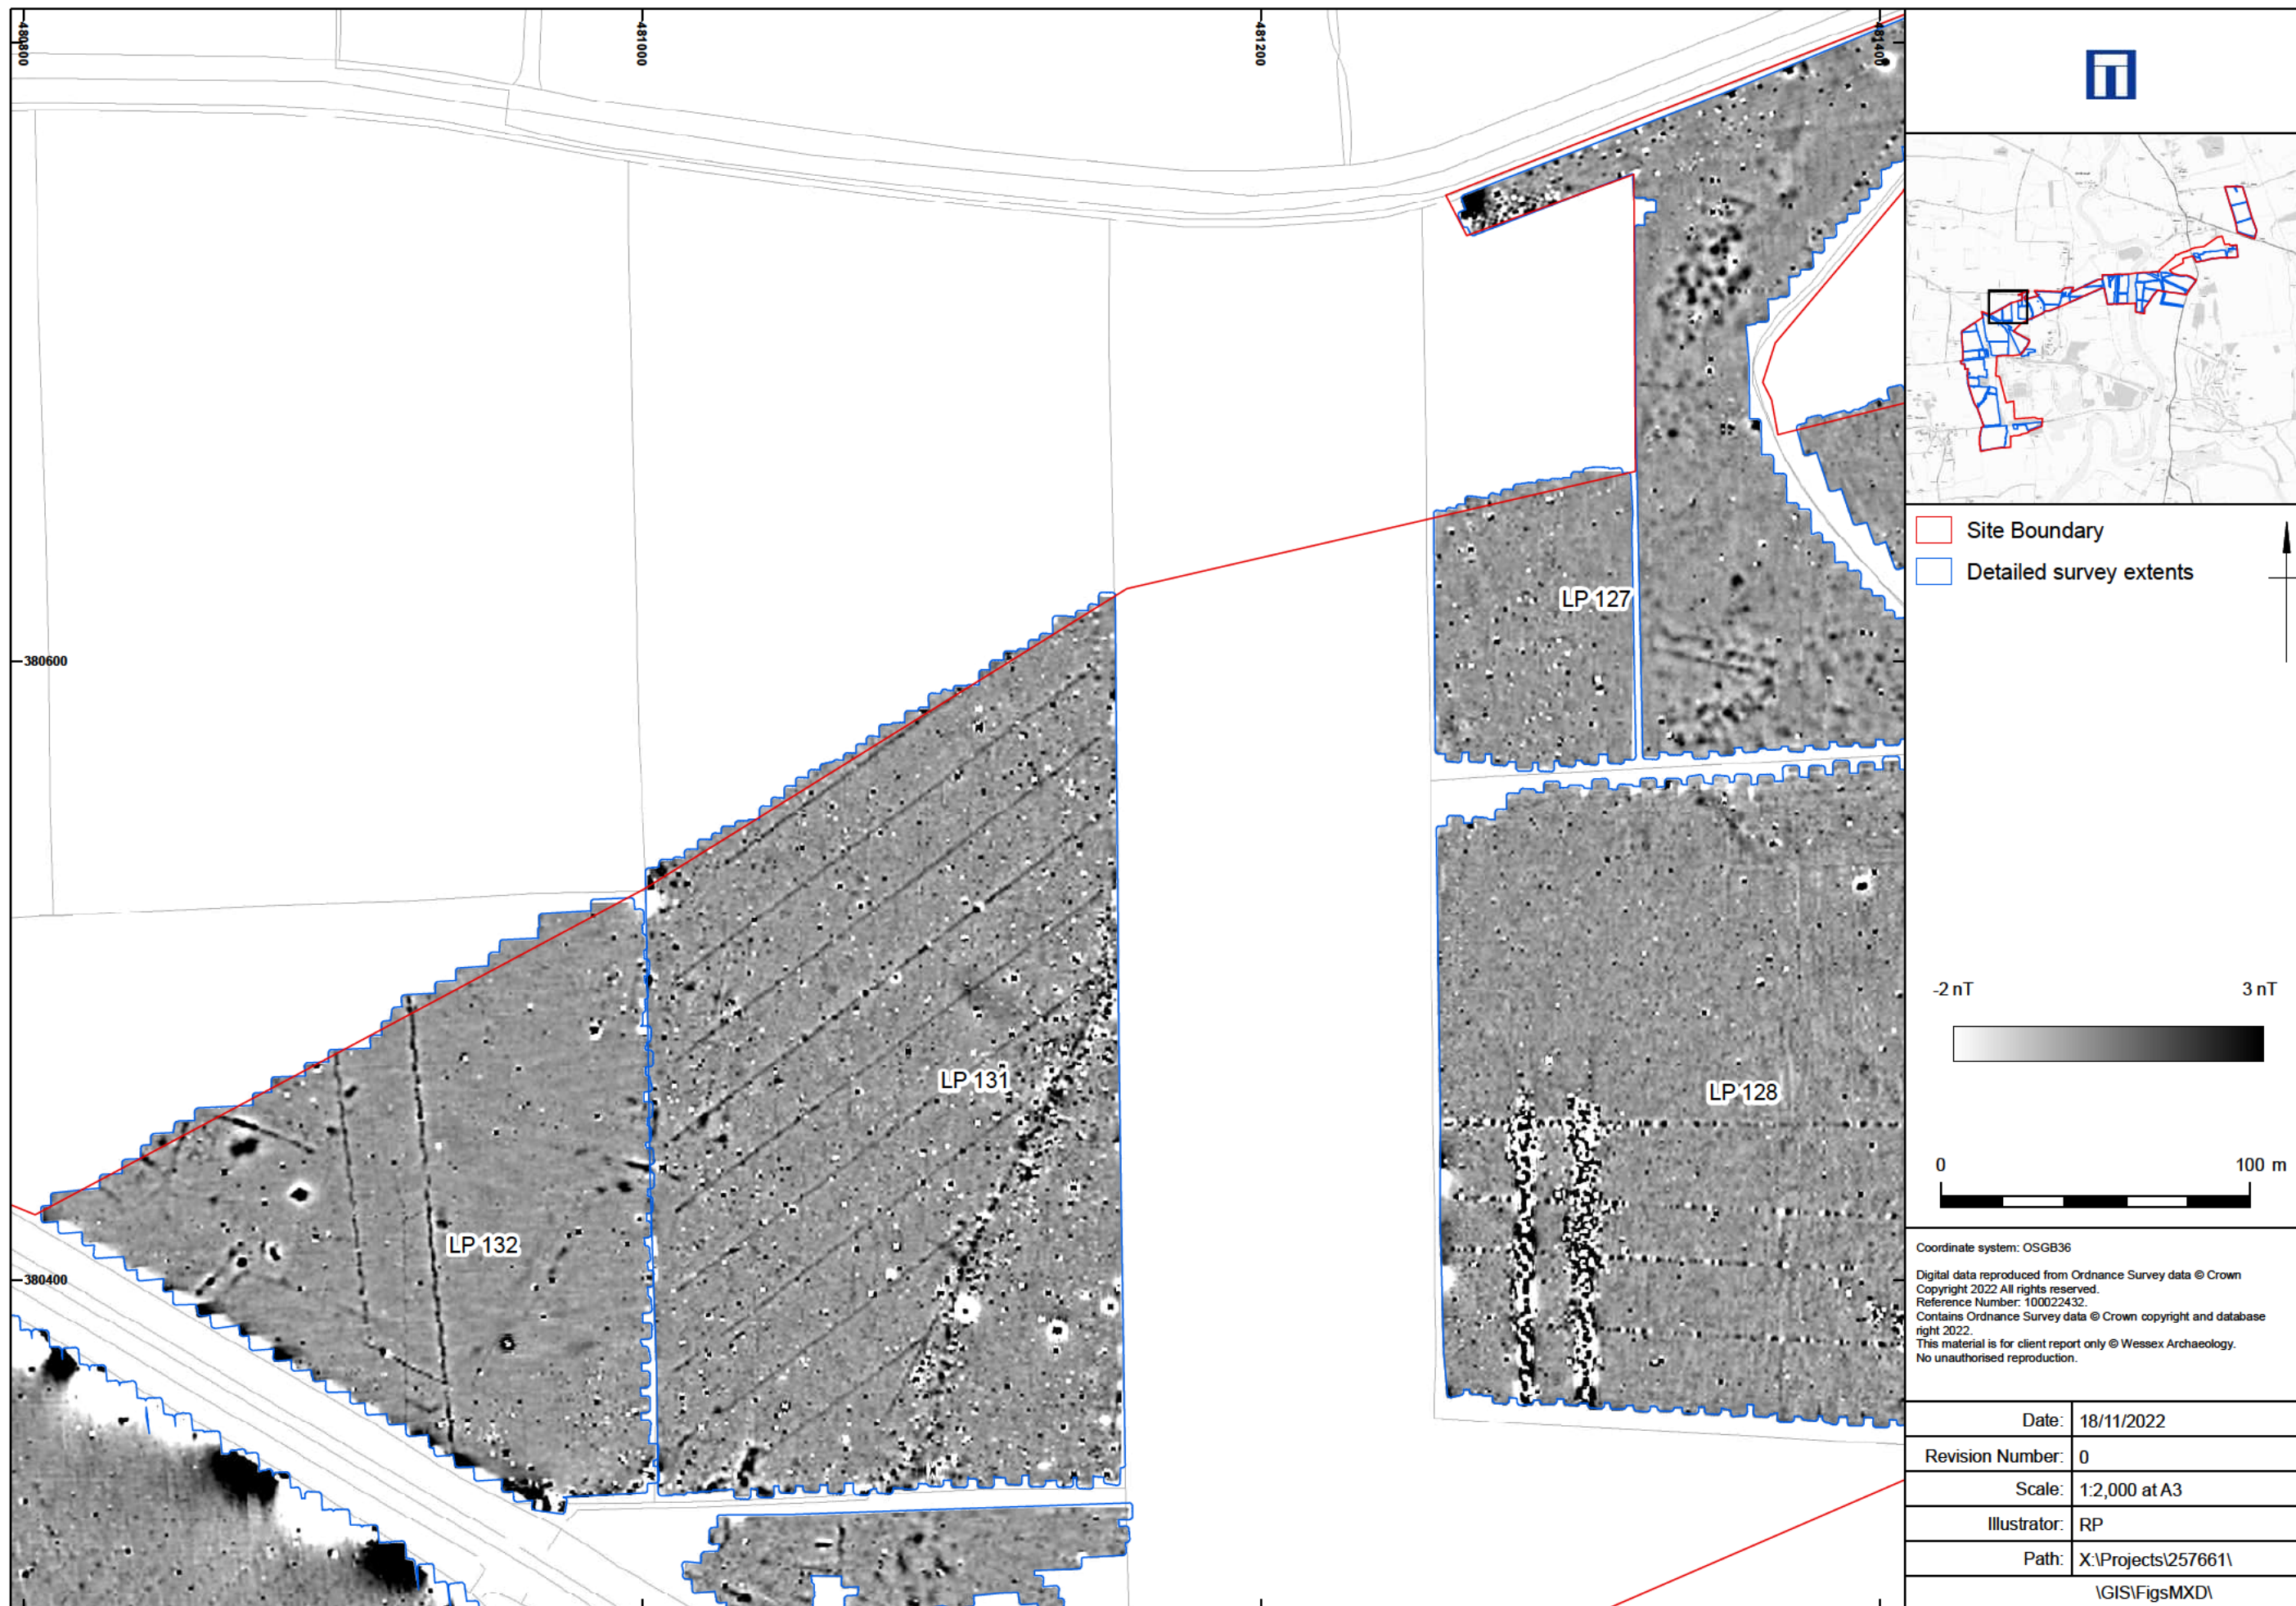 480800
481000
481200
481400
380600
380400
LP 127
LP 131
LP 128
LP 132
Site Boundary
Detailed survey extents
-2 nT
3 nT
0
100 m
Coordinate system: OSGB36
Digital data reproduced from Ordnance Survey data © Crown
Copyright 2022 All rights reserved.
Reference Number: 100022432.
Contains Ordnance Survey data © Crown copyright and database
right 2022.
This material is for client report only © Wessex Archaeology.
No unauthorised reproduction.
Date: 18/11/2022
Revision Number: 0
Scale: 1:2,000 at A3
Illustrator: RP
Path: X:\Projects\257661\
\GIS\FigsMXD\